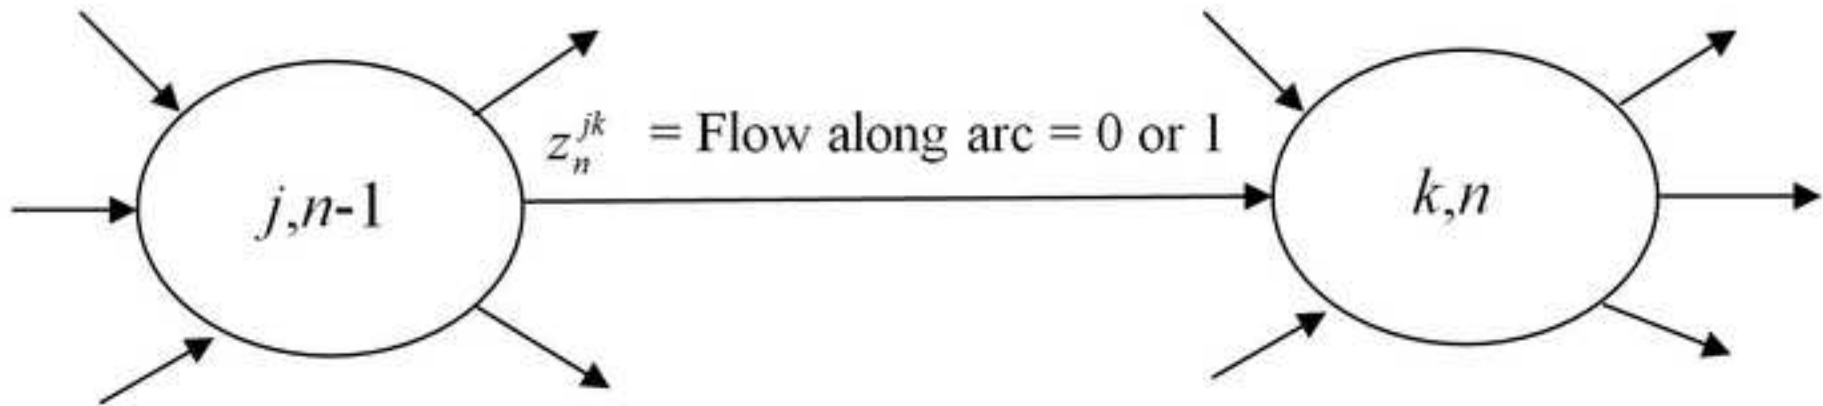 z_n^{jk} = Flow along arc = 0 or 1
j,n-1
k,n